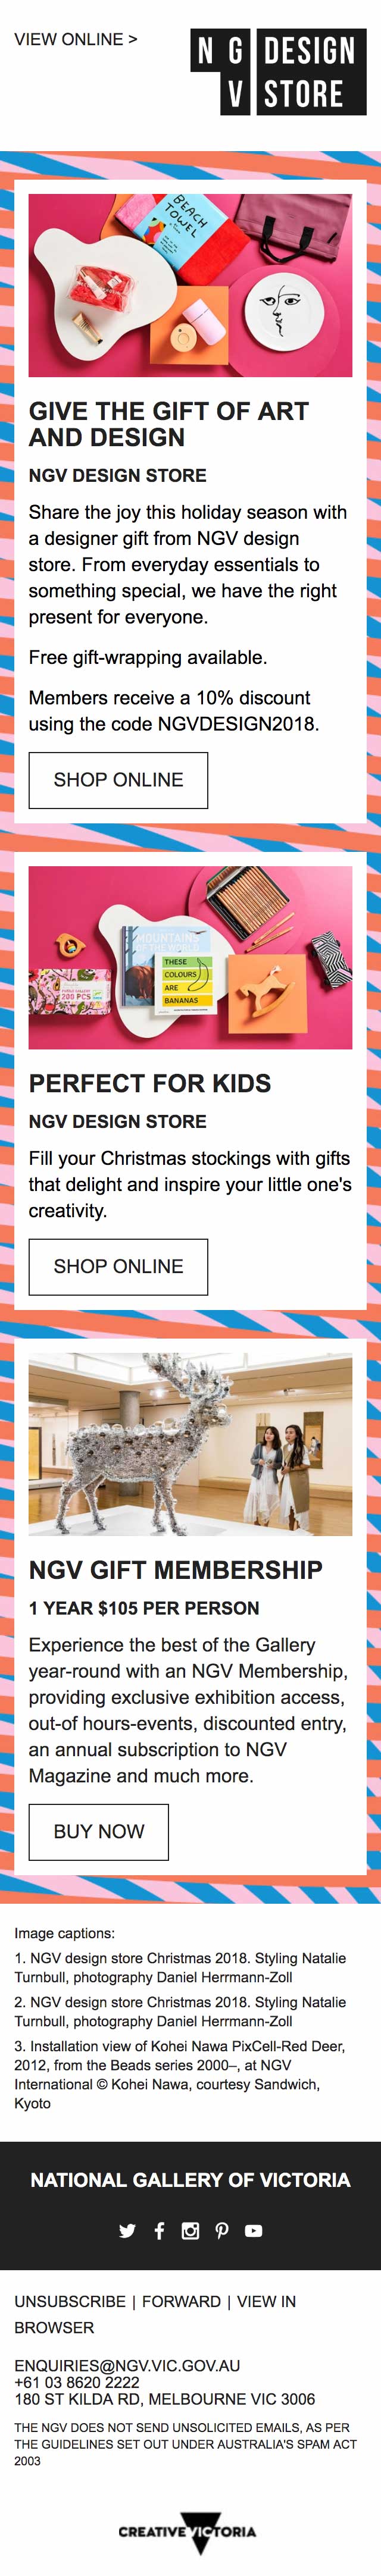 VIEW ONLINE >
N G DESIGN
V STORE
BEACH
TOWEL
GIVE THE GIFT OF ART
AND DESIGN
NGV DESIGN STORE
Share the joy this holiday season with
a designer gift from NGV design
store. From everyday essentials to
something special, we have the right
present for everyone.
Free gift-wrapping available.
Members receive a 10% discount
using the code NGVDESIGN2018.
SHOP ONLINE
MOUNTAINS
OF THE WORLD
THESE
COLOURS
ARE
BANANAS
200 PCS
PERFECT FOR KIDS
NGV DESIGN STORE
Fill your Christmas stockings with gifts
that delight and inspire your little one's
creativity.
SHOP ONLINE
NGV GIFT MEMBERSHIP
1 YEAR $105 PER PERSON
Experience the best of the Gallery
year-round with an NGV Membership,
providing exclusive exhibition access,
out-of hours-events, discounted entry,
an annual subscription to NGV
Magazine and much more.
BUY NOW
Image captions:
1. NGV design store Christmas 2018. Styling Natalie
Turnbull, photography Daniel Herrmann-Zoll
2. NGV design store Christmas 2018. Styling Natalie
Turnbull, photography Daniel Herrmann-Zoll
3. Installation view of Kohei Nawa PixCell-Red Deer,
2012, from the Beads series 2000–, at NGV
International © Kohei Nawa, courtesy Sandwich,
Kyoto
NATIONAL GALLERY OF VICTORIA
UNSUBSCRIBE | FORWARD | VIEW IN
BROWSER
ENQUIRIES@NGV.VIC.GOV.AU
+61 03 8620 2222
180 ST KILDA RD, MELBOURNE VIC 3006
THE NGV DOES NOT SEND UNSOLICITED EMAILS, AS PER
THE GUIDELINES SET OUT UNDER AUSTRALIA'S SPAM ACT
2003
CREATIVE VICTORIA